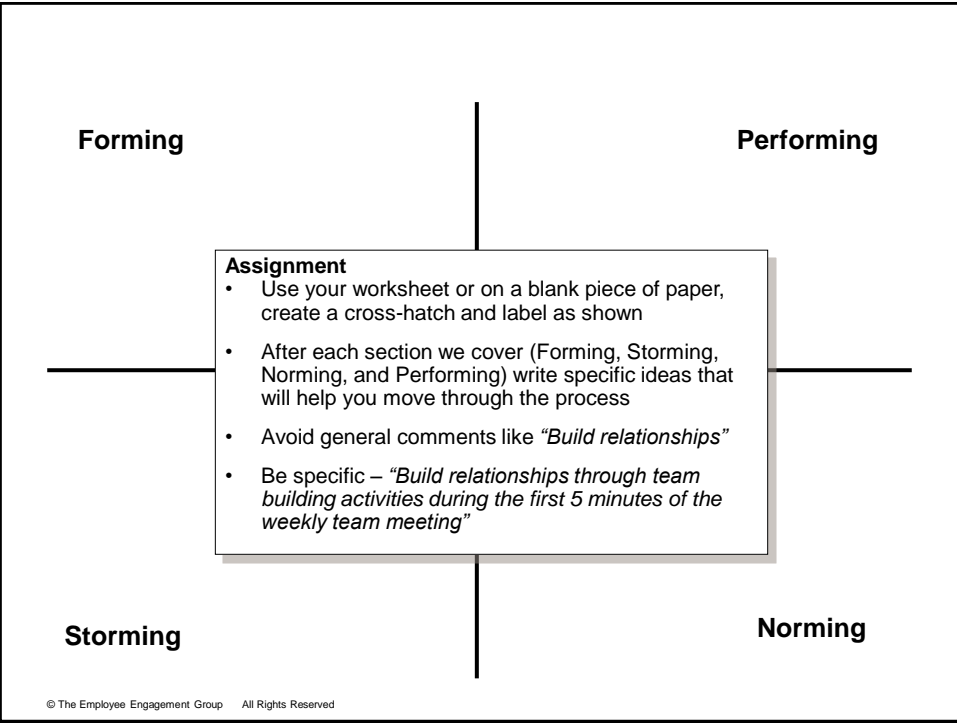 Forming
Performing
Assignment
• Use your worksheet or on a blank piece of paper,
create a cross-hatch and label as shown
• After each section we cover (Forming, Storming,
Norming, and Performing) write specific ideas that
will help you move through the process
• Avoid general comments like “Build relationships”
• Be specific – “Build relationships through team
building activities during the first 5 minutes of the
weekly team meeting”
Storming
Norming
© The Employee Engagement Group All Rights Reserved